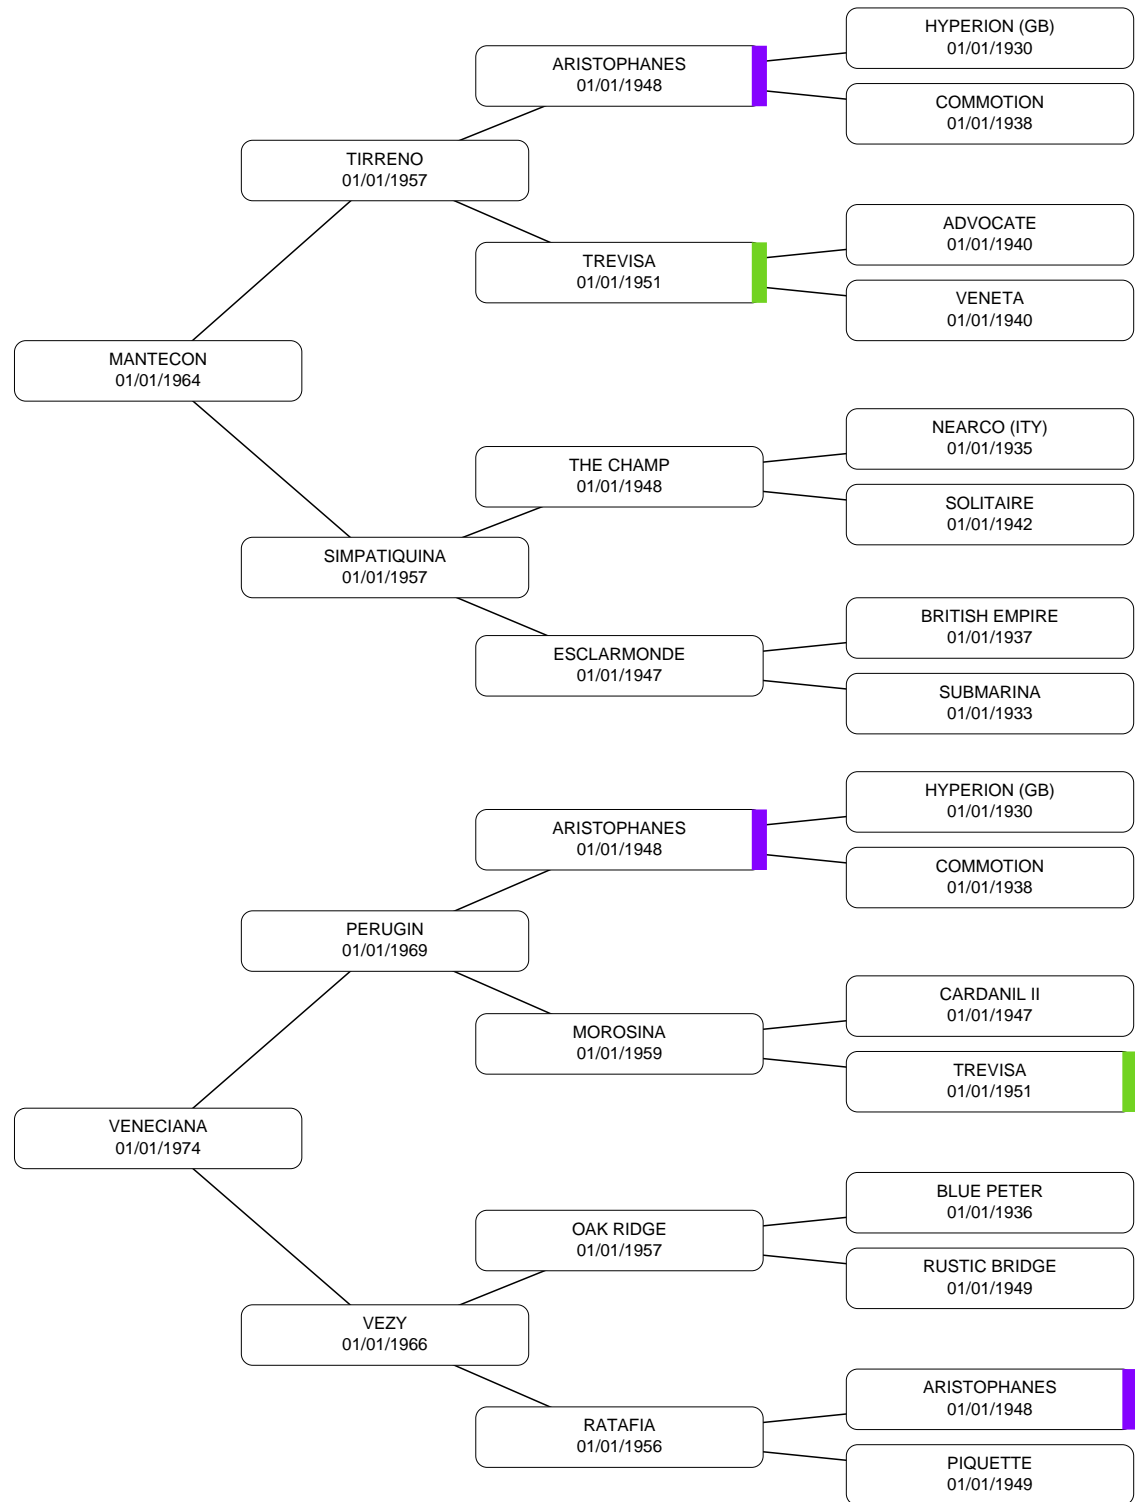 HYPERION (GB)
01/01/1930
ARISTOPHANES
01/01/1948
COMMOTION
01/01/1938
TIRRENO
01/01/1957
ADVOCATE
01/01/1940
TREVISA
01/01/1951
VENETA
01/01/1940
MANTECON
01/01/1964
NEARCO (ITY)
01/01/1935
THE CHAMP
01/01/1948
SOLITAIRE
01/01/1942
SIMPATIQUINA
01/01/1957
BRITISH EMPIRE
01/01/1937
ESCLARMONDE
01/01/1947
SUBMARINA
01/01/1933
HYPERION (GB)
01/01/1930
ARISTOPHANES
01/01/1948
COMMOTION
01/01/1938
PERUGIN
01/01/1969
CARDANIL II
01/01/1947
MOROSINA
01/01/1959
TREVISA
01/01/1951
VENECIANA
01/01/1974
BLUE PETER
01/01/1936
OAK RIDGE
01/01/1957
RUSTIC BRIDGE
01/01/1949
VEZY
01/01/1966
ARISTOPHANES
01/01/1948
RATAFIA
01/01/1956
PIQUETTE
01/01/1949